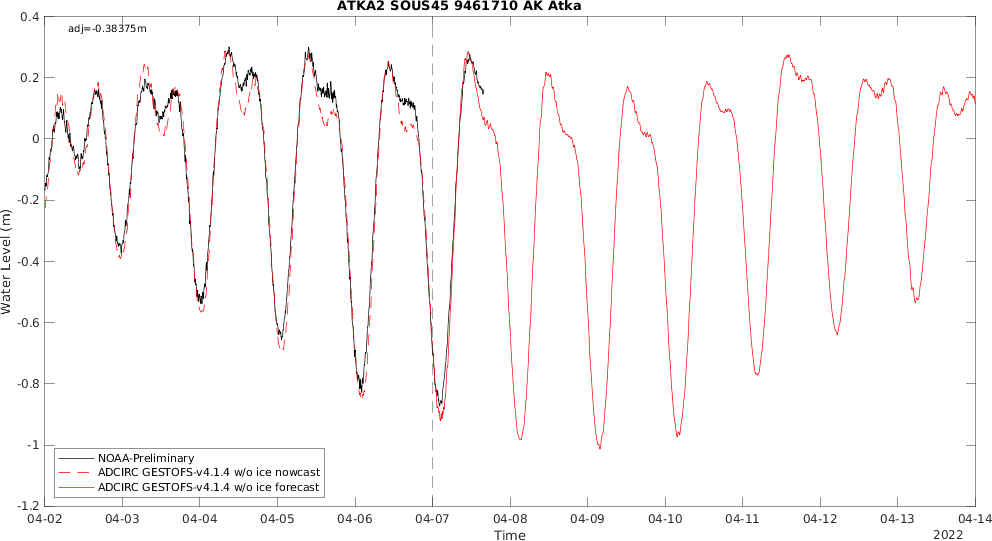 ATKA2 SOUS45 9461710 AK Atka
adj=-0.38375m
0.4
0.2
0
-0.2
-0.4
-0.6
-0.8
-1
-1.2
Water Level (m)
NOAA-Preliminary
ADCIRC GESTOFS-v4.1.4 w/o ice nowcast
ADCIRC GESTOFS-v4.1.4 w/o ice forecast
04-02 04-03 04-04 04-05 04-06 04-07 04-08 04-09 04-10 04-11 04-12 04-13 04-14
Time
2022